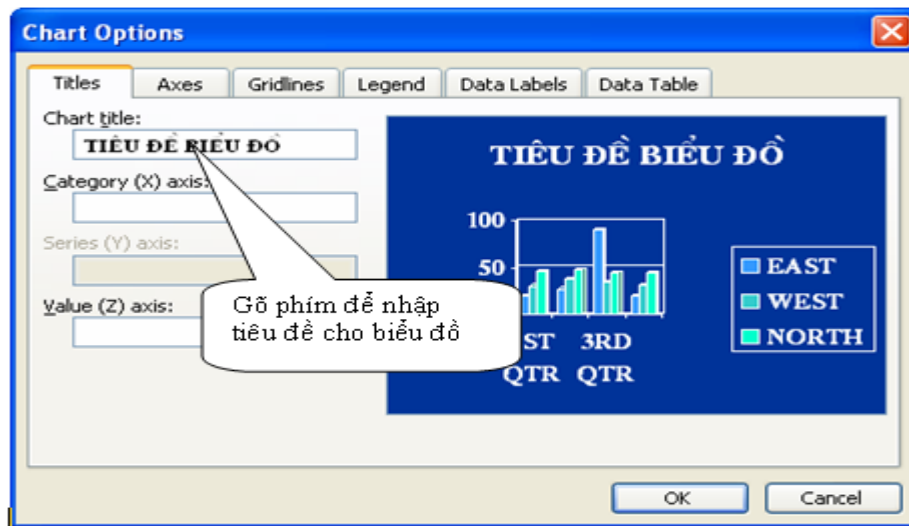 Chart Options
Titles Axes Gridlines Legend Data Labels Data Table
Chart title:
TIÊU ĐỀ BIỂU ĐỒ
Category (X) axis:
Series (Y) axis:
Value (Z) axis:
Gõ phím để nhập
tiêu đề cho biểu đồ
TIÊU ĐỀ BIỂU ĐỒ
100
50
ST 3RD
QTR QTR
EAST
WEST
NORTH
OK Cancel